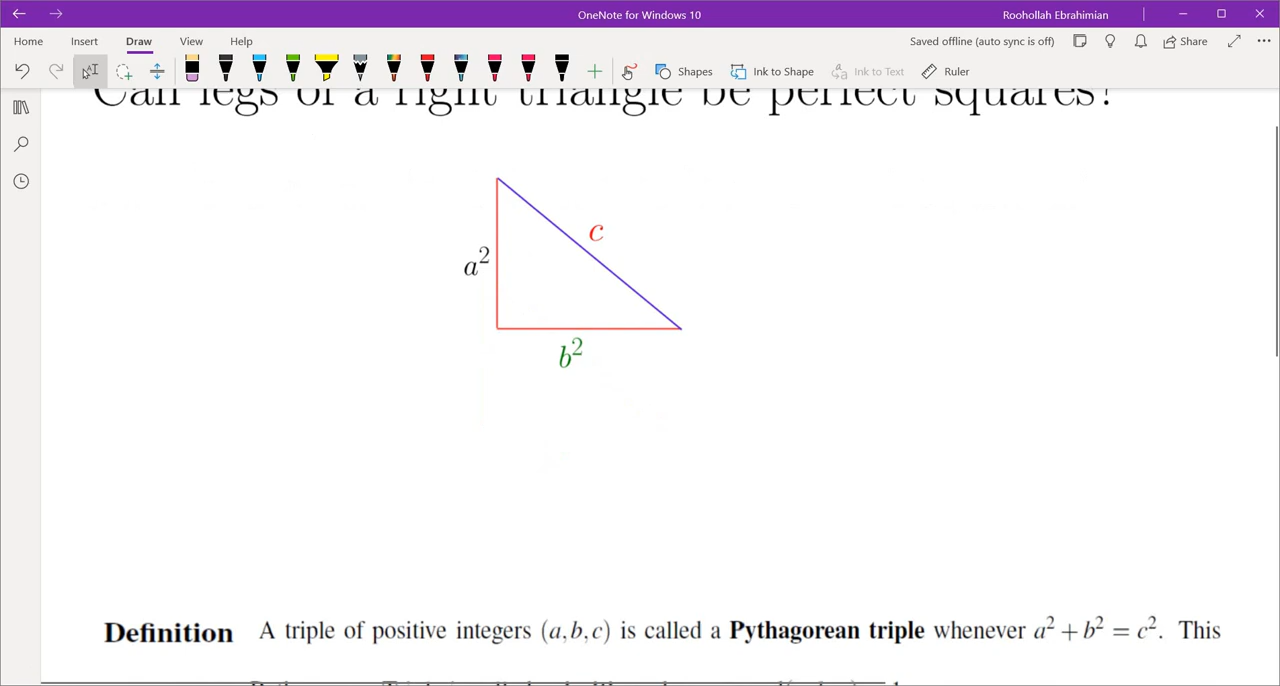 OneNote for Windows 10
Roohollah Ebrahimian
Home Insert Draw View Help
Saved offline (auto sync is off) Share
Shapes Ink to Shape Ink to Text Ruler
Can legs of a right triangle be perfect squares?
c
a²
b²
Definition A triple of positive integers (a, b, c) is called a Pythagorean triple whenever a² + b² = c². This